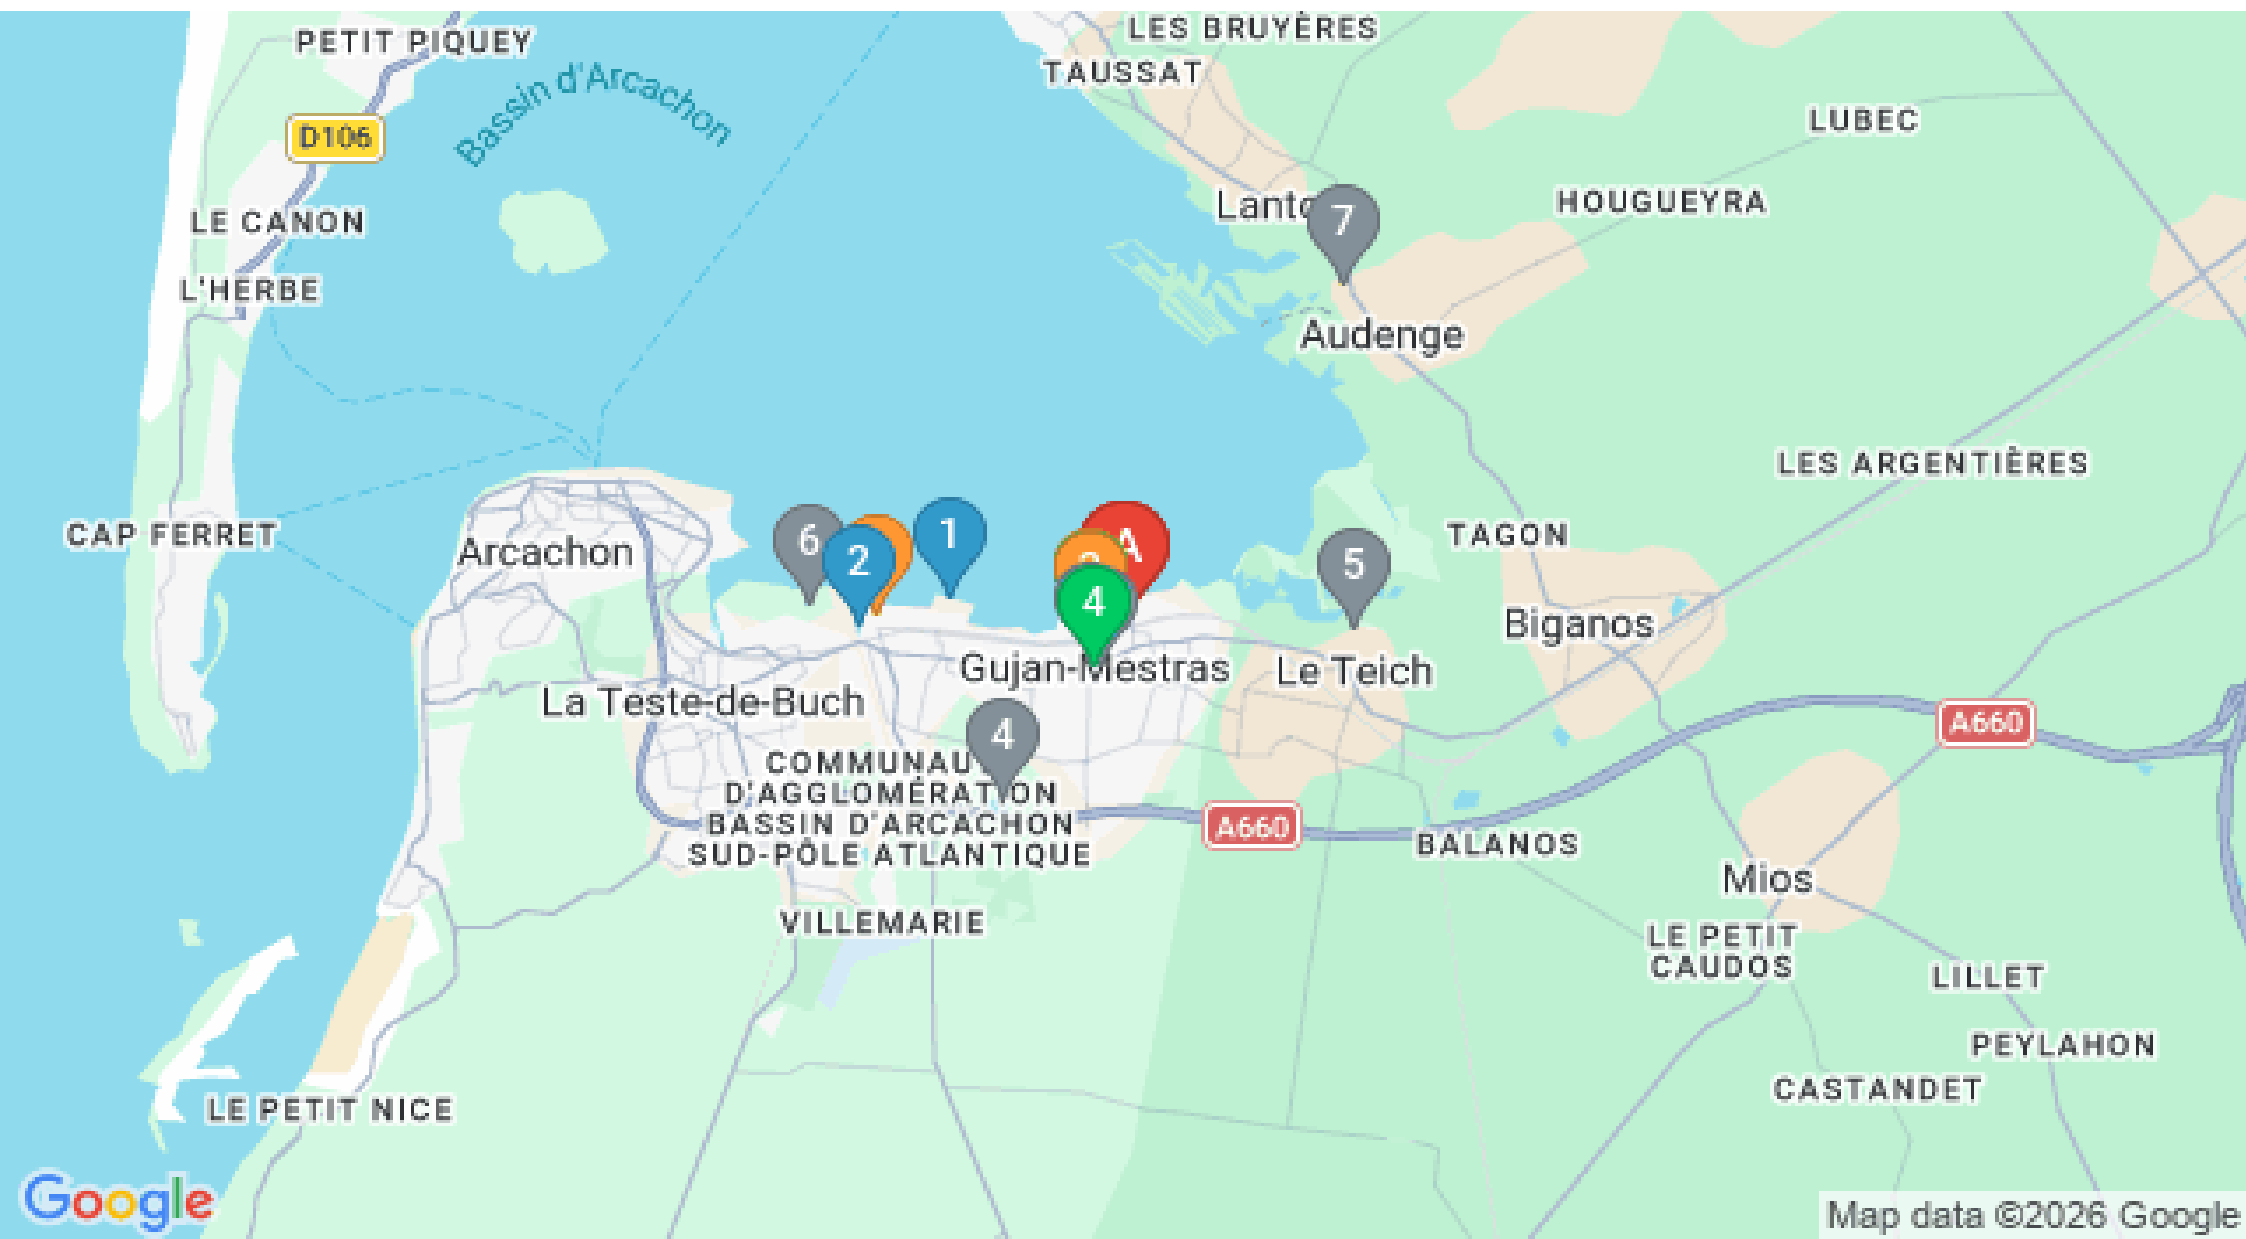 PETIT PIQUEY
LES BRUYÈRES
TAUSSAT
Bassin d'Arcachon
D106
LUBEC
LE CANON
HOUGUEYRA
7
L'HERBE
Audenge
LES ARGENTIÈRES
CAP FERRET
Arcachon
6
2
1
A
4
5
TAGON
Biganos
Gujan-Mestras
Le Teich
La Teste-de-Buch
4
A660
D'AGGLOMÉRATION
BASSIN D'ARCACHON
SUD-PÔLE ATLANTIQUE
A660
BALANOS
Mios
VILLEMARIE
LE PETIT
CAUDOS
LILLET
PEYLAHON
CASTANDET
LE PETIT NICE
Google
Map data ©2026 Google